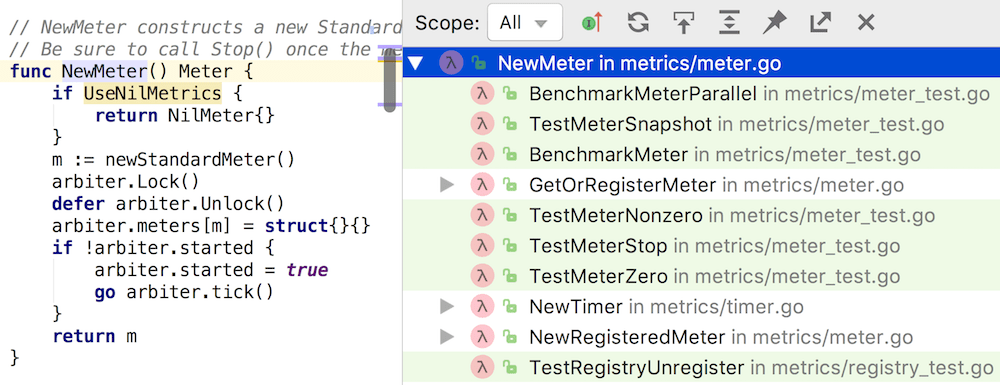 // NewMeter constructs a new Standard
// Be sure to call Stop() once the me
func NewMeter() Meter {
if UseNilMetrics {
return NilMeter{}
}
m := newStandardMeter()
arbiter.Lock()
defer arbiter.Unlock()
arbiter.meters[m] = struct{}{}
if !arbiter.started {
arbiter.started = true
go arbiter.tick()
}
return m
}
Scope: All
λ NewMeter in metrics/meter.go
λ BenchmarkMeterParallel in metrics/meter_test.go
λ TestMeterSnapshot in metrics/meter_test.go
λ BenchmarkMeter in metrics/meter_test.go
λ GetOrRegisterMeter in metrics/meter.go
λ TestMeterNonzero in metrics/meter_test.go
λ TestMeterStop in metrics/meter_test.go
λ TestMeterZero in metrics/meter_test.go
λ NewTimer in metrics/timer.go
λ NewRegisteredMeter in metrics/meter.go
λ TestRegistryUnregister in metrics/registry_test.go